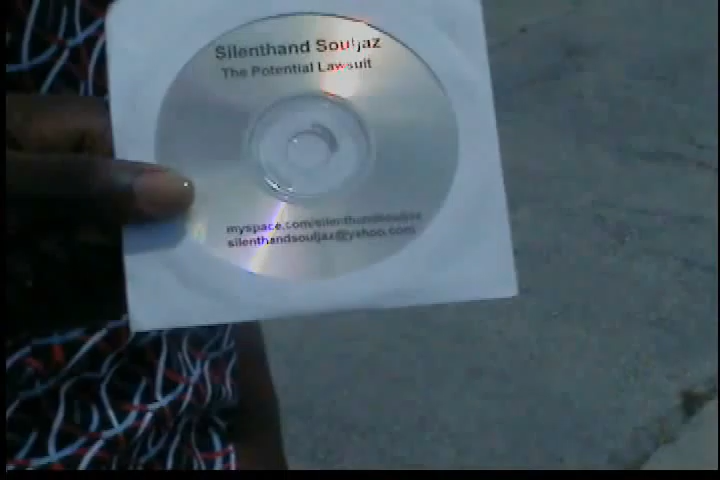 Silenthand Souljaz
The Potential Lawsuit
myspace.com/silenthandsouljaz
silenthandsouljaz@yahoo.com